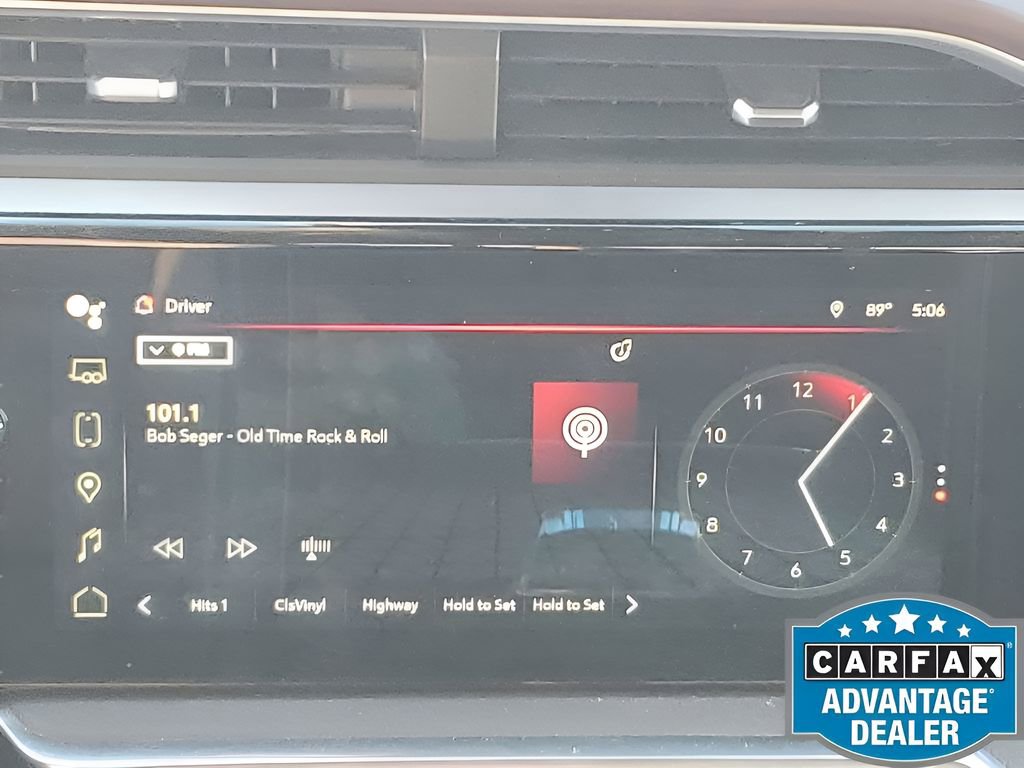 Driver
89° 5:06
FM
101.1
Bob Seger - Old Time Rock & Roll
12
11
1
10
2
9
3
8
4
7
5
6
Hits 1 ClsVinyl Highway Hold to Set Hold to Set
CARFAX®
ADVANTAGE®
DEALER